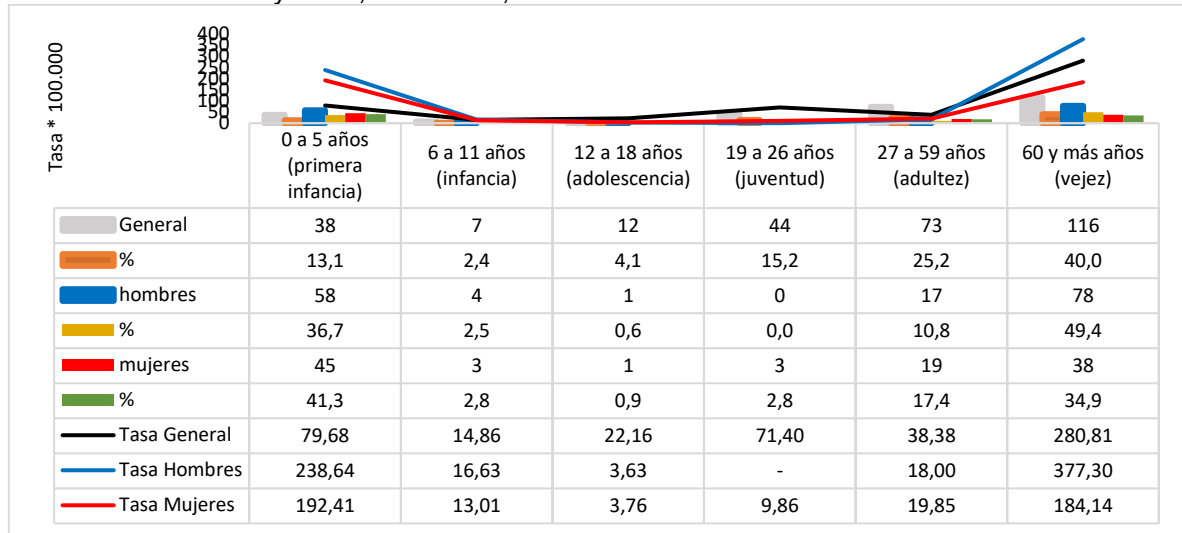 Tasa * 100.000
400
350
300
250
200
150
100
50
0
0 a 5 años
(primera
infancia)
6 a 11 años
(infancia)
12 a 18 años
(adolescencia)
19 a 26 años
(juventud)
27 a 59 años
(adultez)
60 y más años
(vejez)
General 38 7 12 44 73 116
% 13,1 2,4 4,1 15,2 25,2 40,0
hombres 58 4 1 0 17 78
% 36,7 2,5 0,6 0,0 10,8 49,4
mujeres 45 3 1 3 19 38
% 41,3 2,8 0,9 2,8 17,4 34,9
Tasa General 79,68 14,86 22,16 71,40 38,38 280,81
Tasa Hombres 238,64 16,63 3,63 - 18,00 377,30
Tasa Mujeres 192,41 13,01 3,76 9,86 19,85 184,14